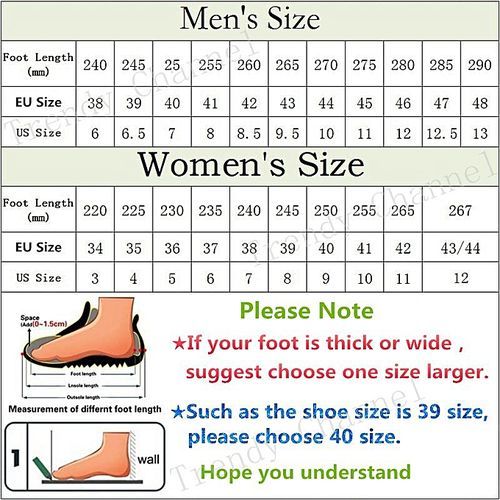 Men's Size
Foot Length (mm) 240 245 25 255 260 265 270 275 280 285 290
EU Size 38 39 40 41 42 43 44 45 46 47 48
US Size 6 6.5 7 8 8.5 9.5 10 11 12 12.5 13
Women's Size
Foot Length (mm) 220 225 230 235 240 245 250 255 265 267
EU Size 34 35 36 37 38 39 40 41 42 43/44
US Size 3 4 5 6 7 8 9 10 11 12
Space
(Add)(0~1.5cm)
Foot length
Lnsole length
Outsole length
Measurement of differnt foot length
1
wall
Please Note
★If your foot is thick or wide ,
suggest choose one size larger.
★Such as the shoe size is 39 size,
please choose 40 size.
Hope you understand
Trendy Channel
Trendy Channel
Trendy Channel